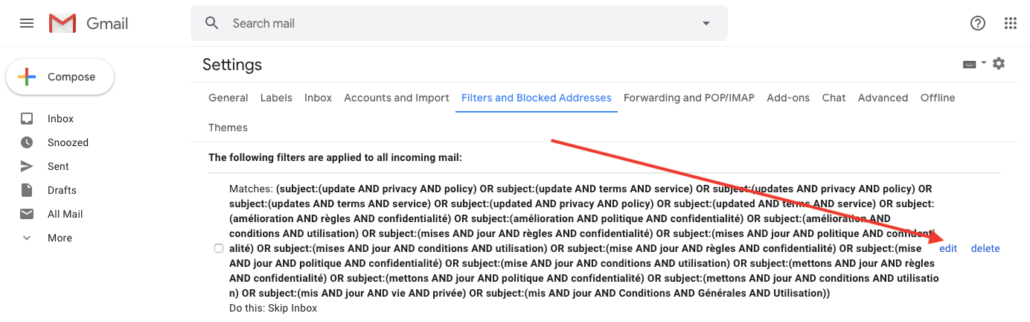 Gmail
Search mail
Compose
Inbox
Snoozed
Sent
Drafts
All Mail
More
Settings
General Labels Inbox Accounts and Import Filters and Blocked Addresses Forwarding and POP/IMAP Add-ons Chat Advanced Offline
Themes
The following filters are applied to all incoming mail:
Matches: (subject:(update AND privacy AND policy) OR subject:(update AND terms AND service) OR subject:(updates AND privacy AND policy) OR
subject:(updates AND terms AND service) OR subject:(updated AND privacy AND policy) OR subject:(updated AND terms AND service) OR subject:
(amélioration AND règles AND confidentialité) OR subject:(amélioration AND politique AND confidentialité) OR subject:(amélioration AND
conditions AND utilisation) OR subject:(mises AND jour AND règles AND confidentialité) OR subject:(mises AND jour AND politique AND confidenti
alité) OR subject:(mises AND jour AND conditions AND utilisation) OR subject:(mise AND jour AND règles AND confidentialité) OR subject:(mise
edit delete
AND jour AND politique AND confidentialité) OR subject:(mise AND jour AND conditions AND utilisation) OR subject:(mettons AND jour AND règles
AND confidentialité) OR subject:(mettons AND jour AND politique AND confidentialité) OR subject:(mettons AND jour AND conditions AND utilisatio
n) OR subject:(mis AND jour AND vie AND privée) OR subject:(mis AND jour AND Conditions AND Générales AND Utilisation))
Do this: Skip Inbox